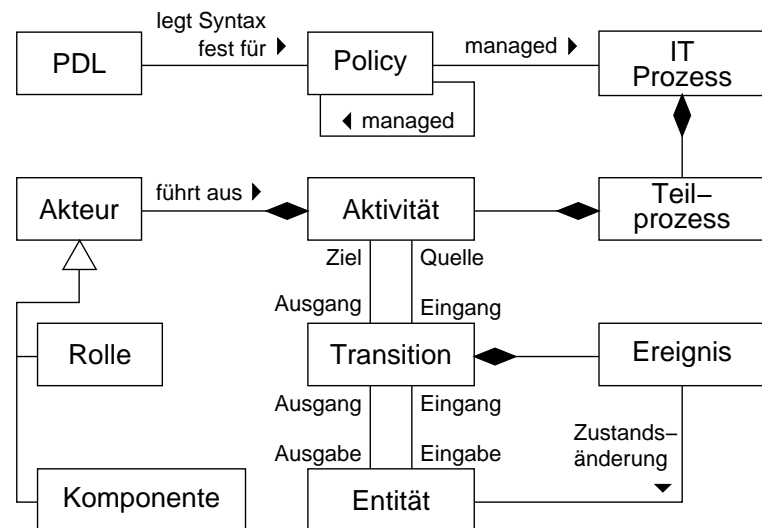 legt Syntax
fest für
PDL
Policy
managed
IT
Prozess
managed
Akteur
führt aus
Aktivität
Teil–
prozess
Ziel
Quelle
Ausgang
Eingang
Rolle
Transition
Ereignis
Ausgang
Eingang
Zustands–
änderung
Ausgabe
Eingabe
Komponente
Entität